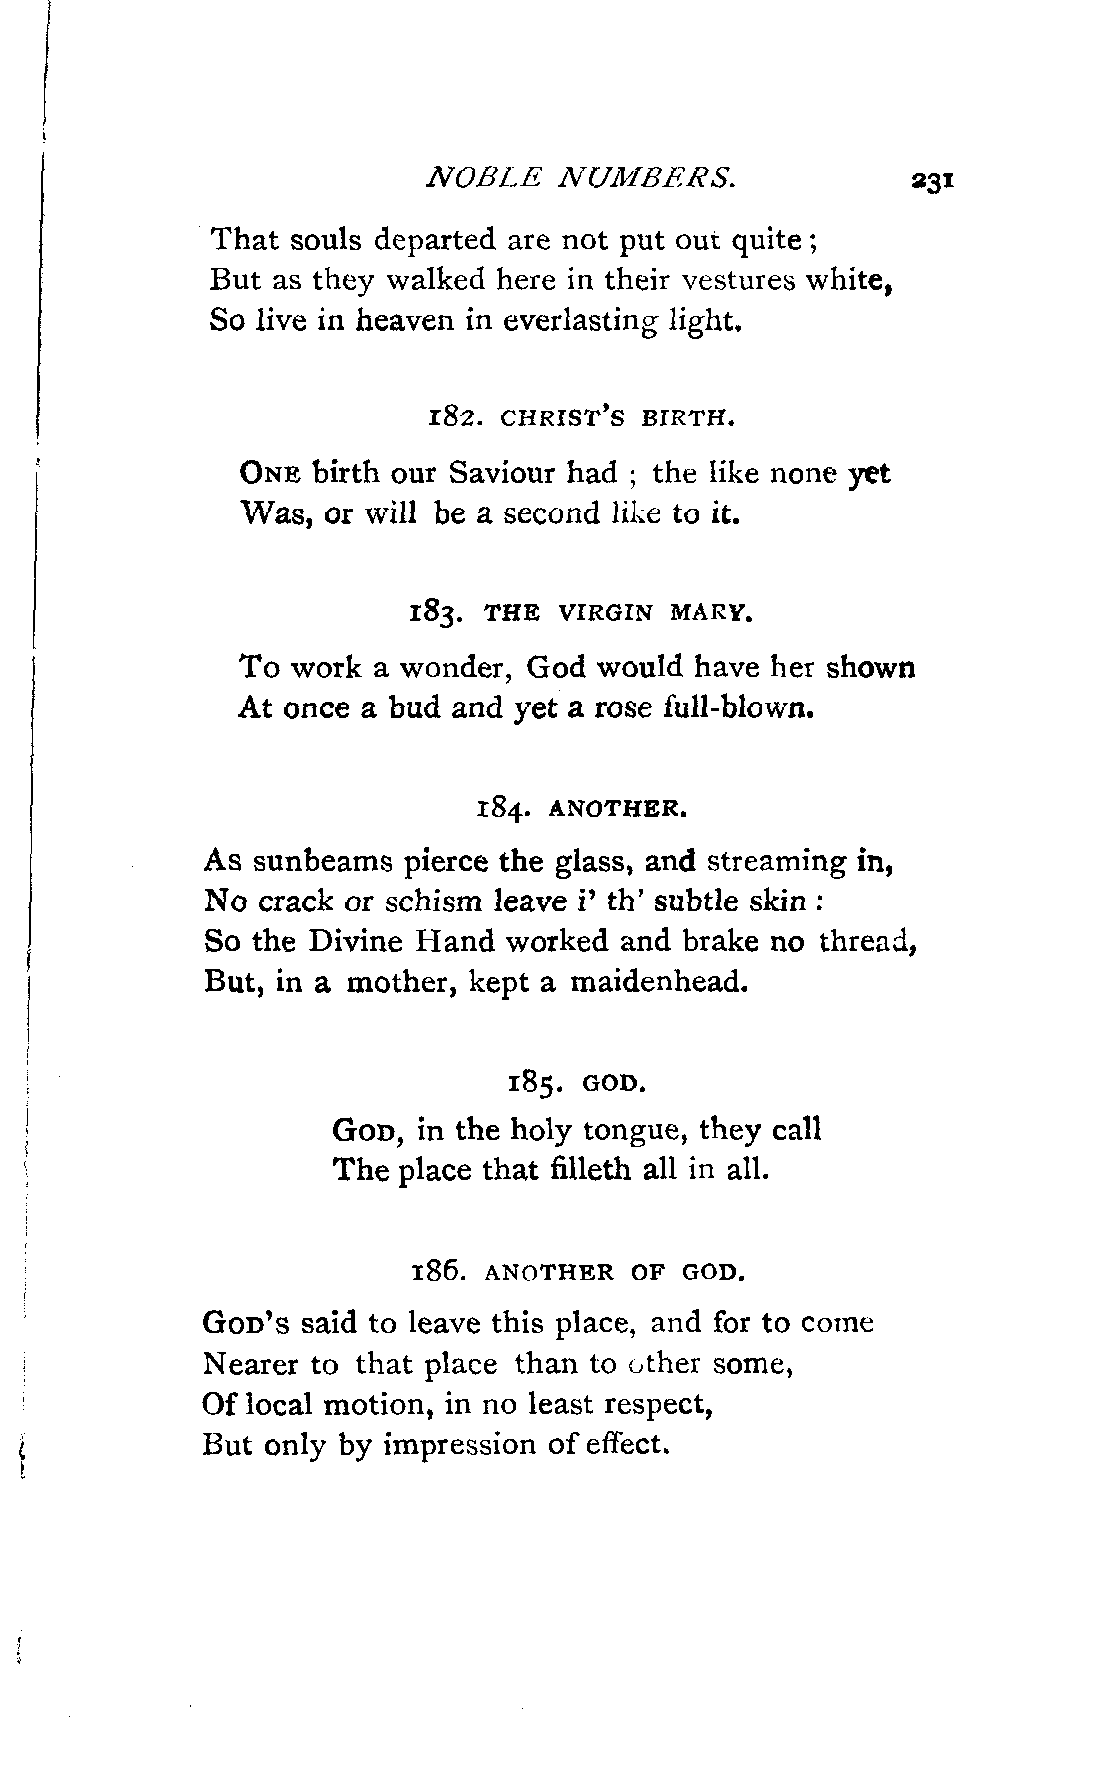 NOBLE NUMBERS. 231
That souls departed are not put out quite ;
But as they walked here in their vestures white,
So live in heaven in everlasting light.
182. CHRIST'S BIRTH.
ONE birth our Saviour had ; the like none yet
Was, or will be a second like to it.
183. THE VIRGIN MARY.
To work a wonder, God would have her shown
At once a bud and yet a rose full-blown.
184. ANOTHER.
As sunbeams pierce the glass, and streaming in,
No crack or schism leave i' th' subtle skin :
So the Divine Hand worked and brake no thread,
But, in a mother, kept a maidenhead.
185. GOD.
GOD, in the holy tongue, they call
The place that filleth all in all.
186. ANOTHER OF GOD.
GOD'S said to leave this place, and for to come
Nearer to that place than to other some,
Of local motion, in no least respect,
But only by impression of effect.